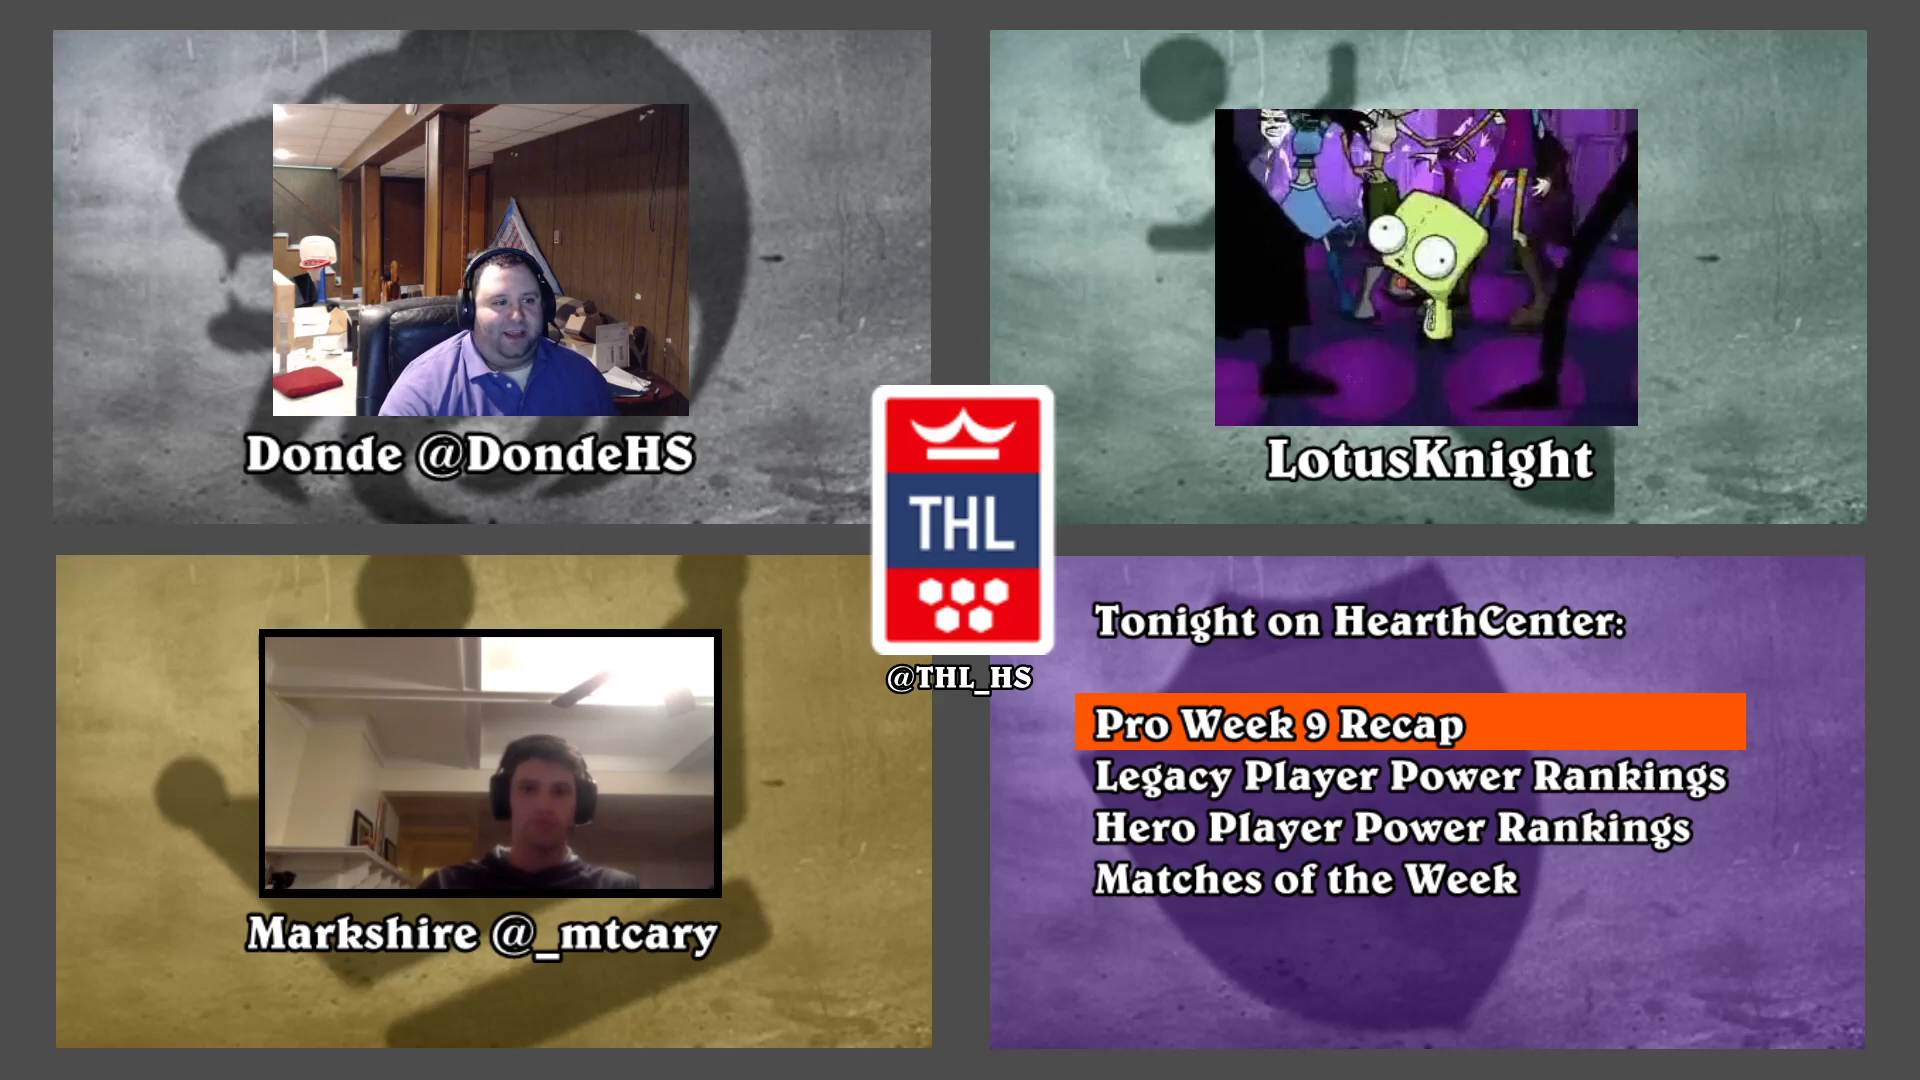 Donde @DondeHS
LotusKnight
THL
@THL_HS
Markshire @_mtcary
Tonight on HearthCenter:
Pro Week 9 Recap
Legacy Player Power Rankings
Hero Player Power Rankings
Matches of the Week